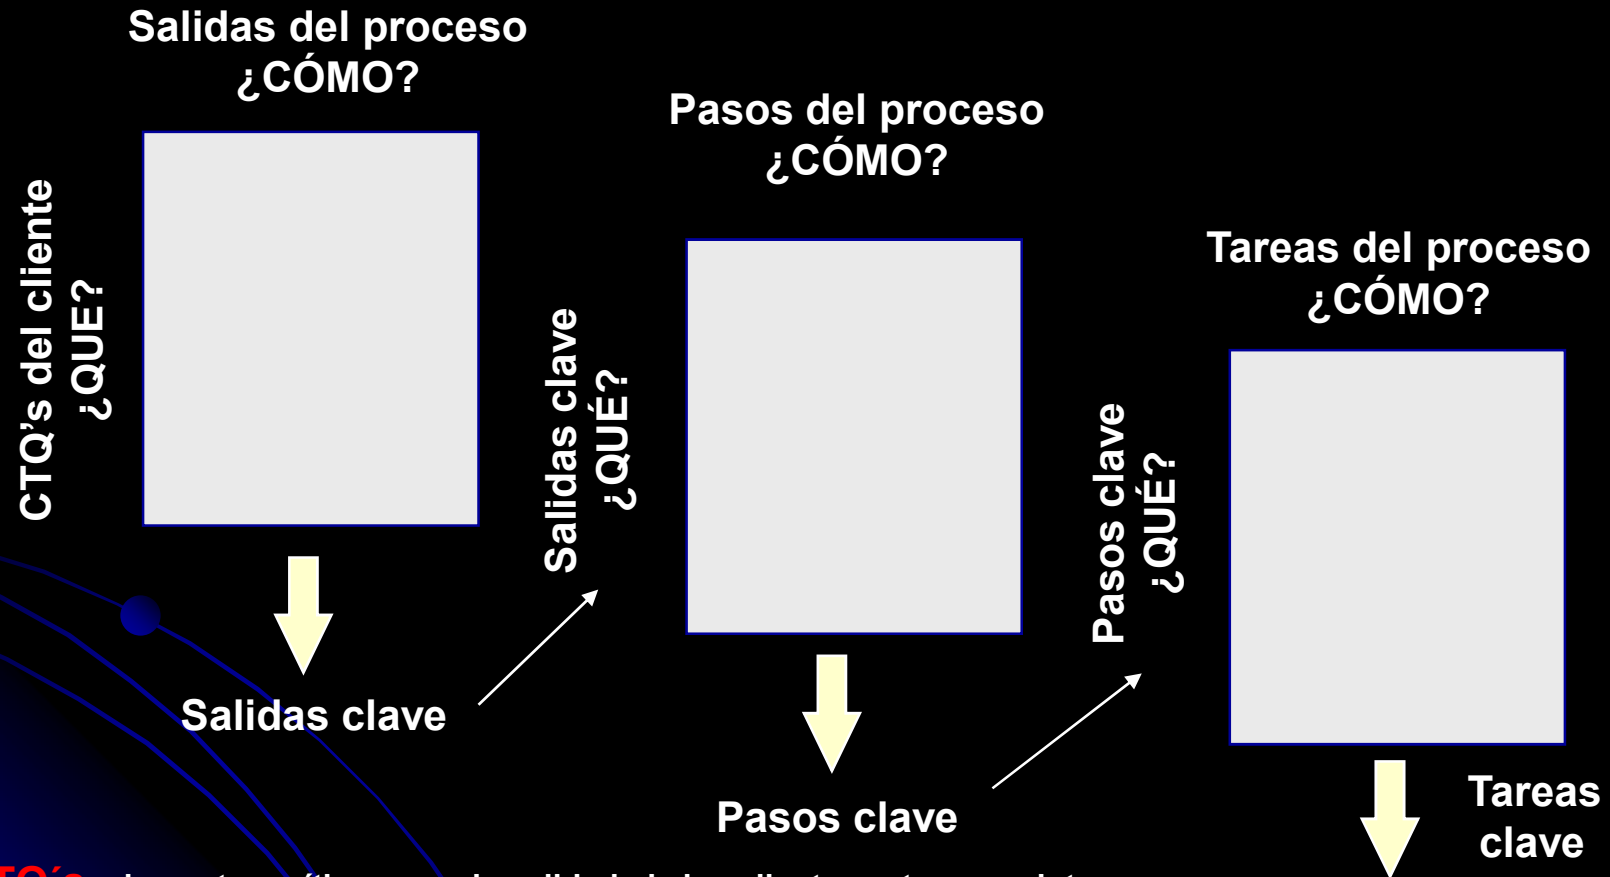 Salidas del proceso
¿CÓMO?
CTQ’s del cliente
¿QUE?
Salidas clave
Pasos del proceso
¿CÓMO?
Salidas clave
¿QUÉ?
Pasos clave
Tareas del proceso
¿CÓMO?
Pasos clave
¿QUÉ?
Tareas
clave